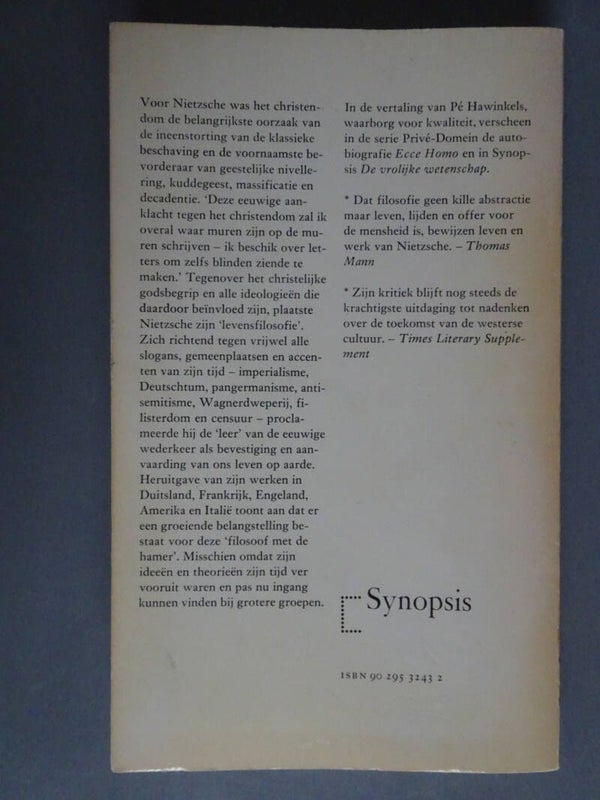 Voor Nietzsche was het christen-
dom de belangrijkste oorzaak van
de ineenstorting van de klassieke
beschaving en de voornaamste be-
vorderaar van geestelijke nivelle-
ring, kuddegeest, massificatie en
decadentie. ‘Deze eeuwige aan-
klacht tegen het christendom zal ik
overal waar muren zijn op de mu-
ren schrijven – ik beschik over let-
ters om zelfs blinden ziende te
maken.’ Tegenover het christelijke
godsbegrip en alle ideologieën die
daardoor beïnvloed zijn, plaatste
Nietzsche zijn ‘levensfilosofie’.
Zich richtend tegen vrijwel alle
slogans, gemeenplaatsen en accen-
ten van zijn tijd – imperialisme,
Deutschtum, pangermanisme, anti-
semitisme, Wagnerdweperij, fi-
listerdom en censuur – procla-
meerde hij de ‘leer’ van de eeuwige
wederkeer als bevestiging en aan-
vaarding van ons leven op aarde.
Heruitgave van zijn werken in
Duitsland, Frankrijk, Engeland,
Amerika en Italië toont aan dat er
een groeiende belangstelling be-
staat voor deze ‘filosoof met de
hamer’. Misschien omdat zijn
ideeën en theorieën zijn tijd ver
vooruit waren en pas nu ingang
kunnen vinden bij grotere groepen.
In de vertaling van Pé Hawinkels,
waarborg voor kwaliteit, verscheen
in de serie Privé-Domein de auto-
biografie Ecce Homo en in Synop-
sis De vrolijke wetenschap.
* Dat filosofie geen kille abstractie
maar leven, lijden en offer voor
de mensheid is, bewijzen leven en
werk van Nietzsche. – Thomas
Mann
* Zijn kritiek blijft nog steeds de
krachtigste uitdaging tot nadenken
over de toekomst van de westerse
cultuur. – Times Literary Supple-
ment
Synopsis
ISBN 90 295 3243 2